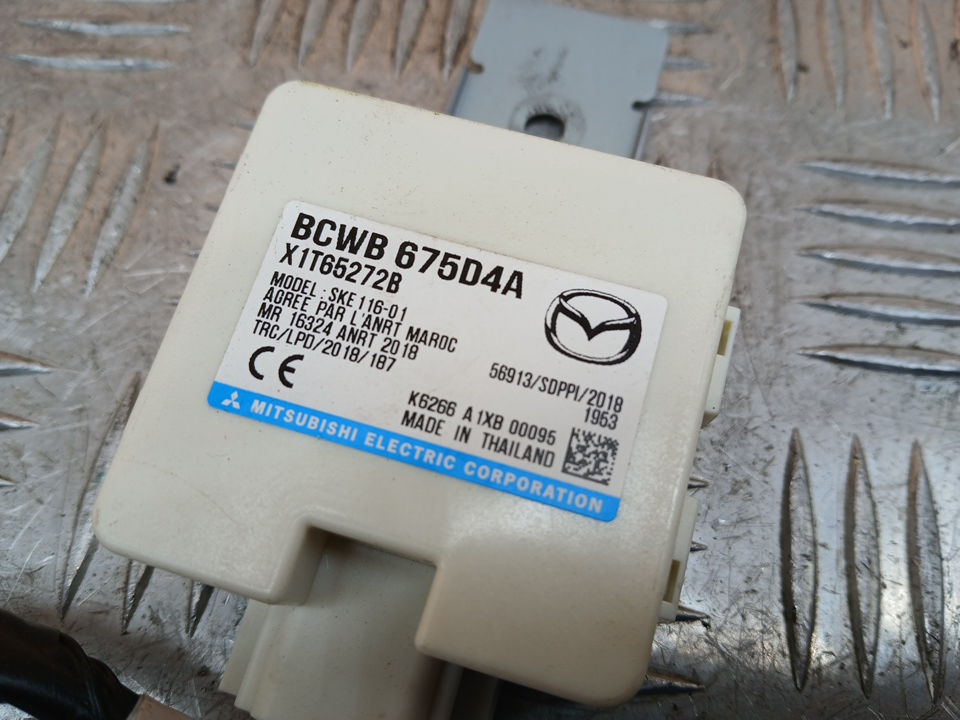 BCWB 675D4A
X1T65272B
MODEL : SKE116-01
AGREE PAR L'ANRT MAROC
MR 16324 ANRT 2018
TRC/LPD/2018/187
56913/SDPPI/2018
1953
CE
K6266 A1XB 00095
MADE IN THAILAND
MITSUBISHI ELECTRIC CORPORATION